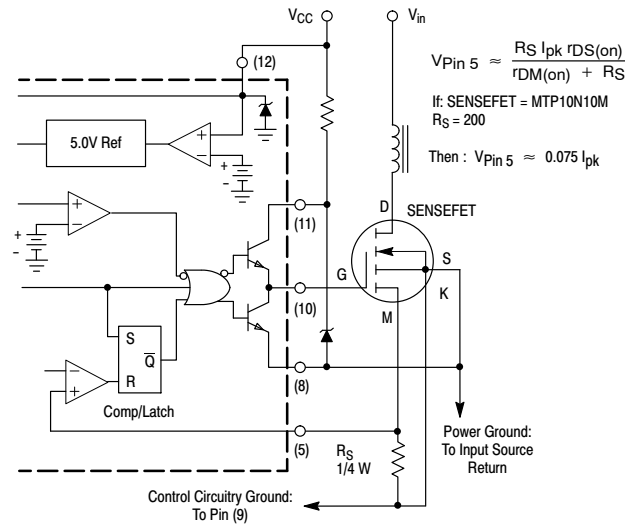 VCC
Vin
(12)
VPin 5 ≈ RS Ipk rDS(on)
rDM(on) + RS
If: SENSEFET = MTP10N10M
RS = 200
Then : VPin 5 ≈ 0.075 Ipk
5.0V Ref
+
-
+
-
D
SENSEFET
(11)
+
-
+
-
S
G
K
(10)
M
S
Q
R
(8)
-
+
Comp/Latch
(5)
Power Ground:
To Input Source
Return
RS
1/4 W
Control Circuitry Ground:
To Pin (9)